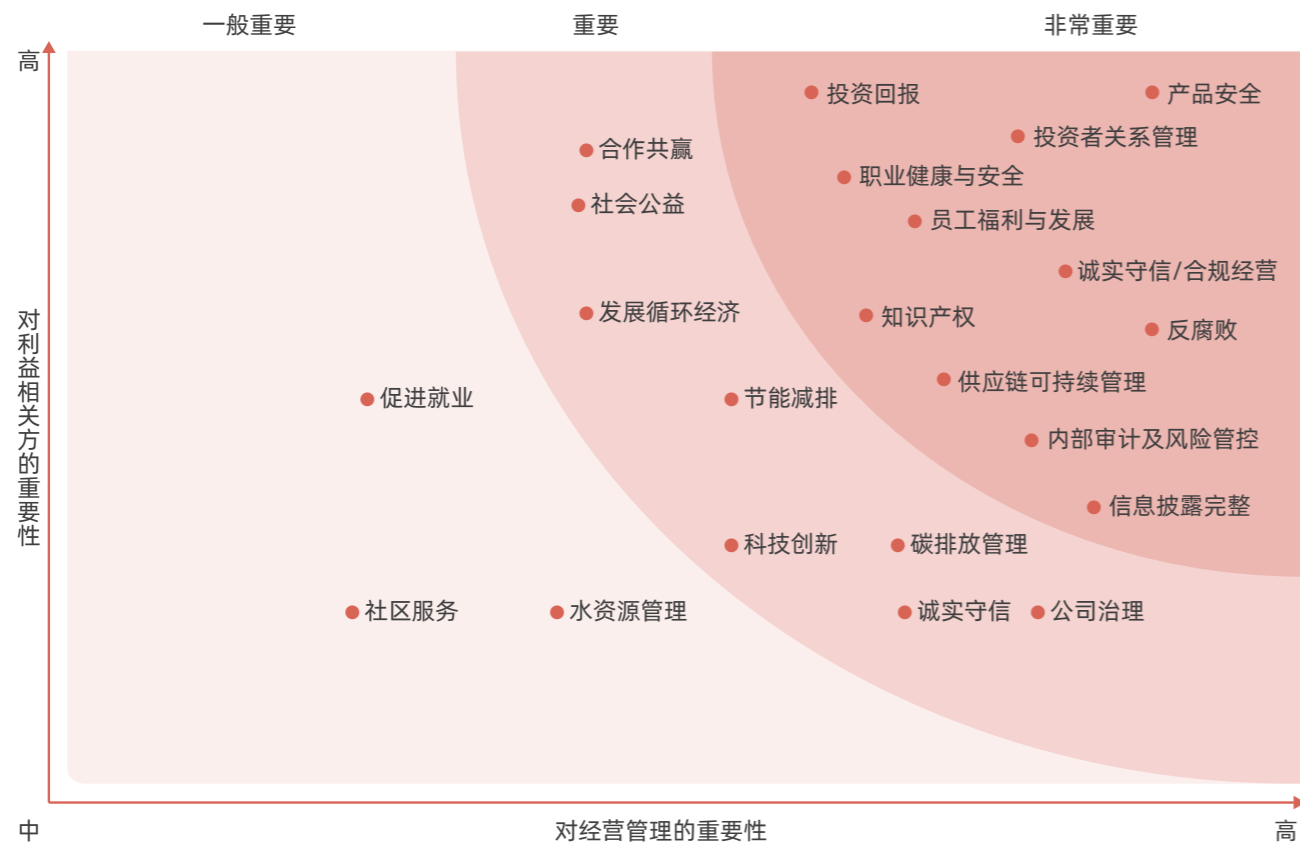 一般重要
重要
非常重要
高
对利益相关方的重要性
投资回报
产品安全
投资者关系管理
合作共赢
职业健康与安全
社会公益
员工福利与发展
诚实守信/合规经营
发展循环经济
知识产权
反腐败
供应链可持续管理
促进就业
节能减排
内部审计及风险管控
信息披露完整
科技创新
碳排放管理
社区服务
水资源管理
诚实守信
公司治理
中
对经营管理的重要性
高